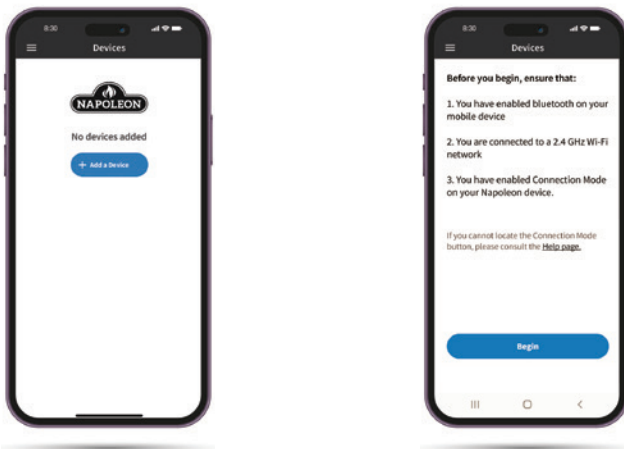 8:30
Devices
NAPOLEON
No devices added
+ Add a Device
8:30
Devices
Before you begin, ensure that:
1. You have enabled bluetooth on your
mobile device
2. You are connected to a 2.4 GHz Wi-Fi
network
3. You have enabled Connection Mode
on your Napoleon device.
If you cannot locate the Connection Mode
button, please consult the Help page.
Begin